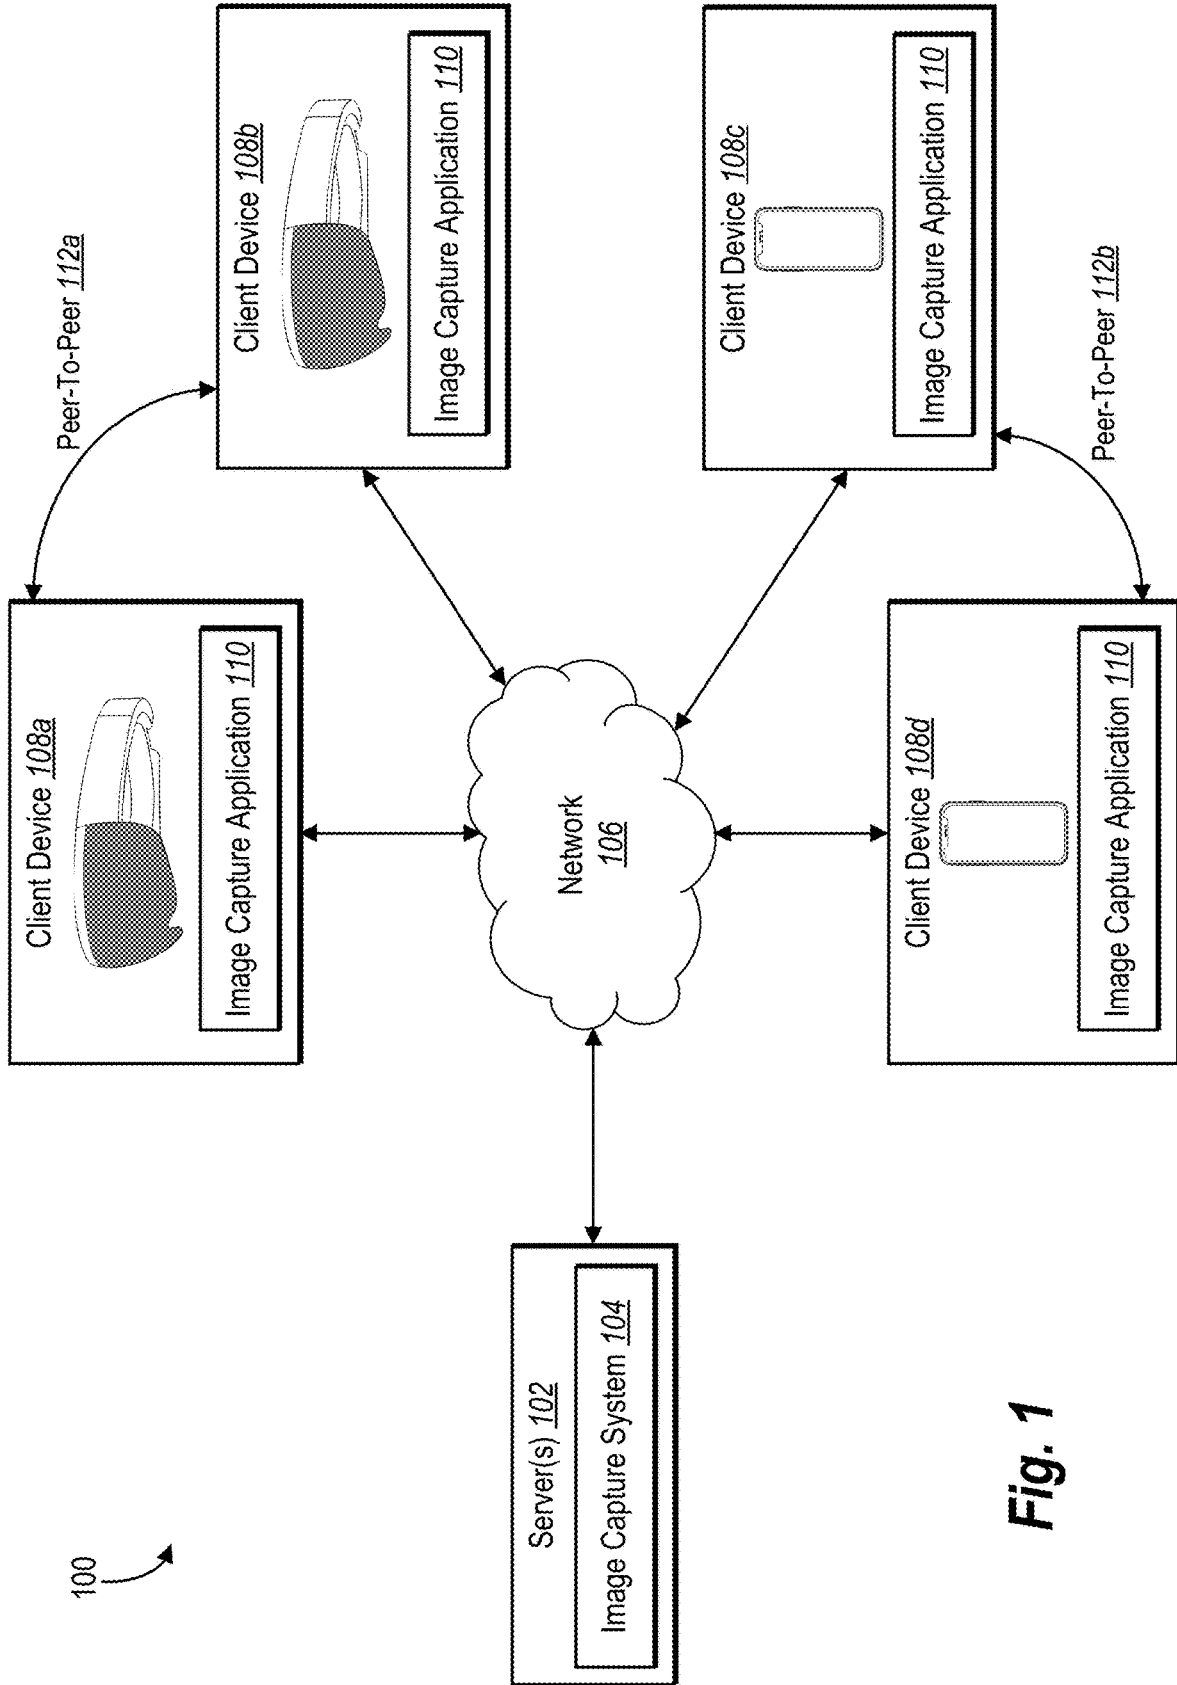 100
Server(s) 102
Image Capture System 104
Network
106
Client Device 108a
Image Capture Application 110
Peer-To-Peer 112a
Client Device 108b
Image Capture Application 110
Client Device 108c
Image Capture Application 110
Client Device 108d
Image Capture Application 110
Peer-To-Peer 112b
Fig. 1